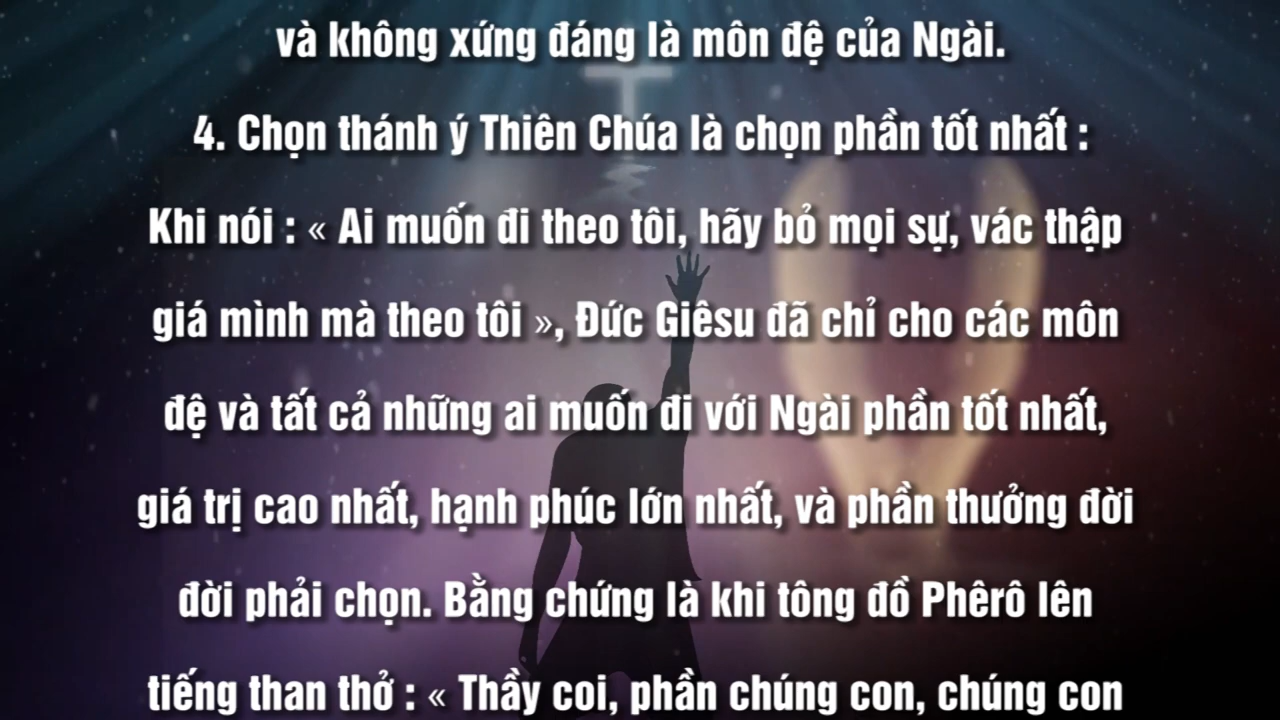 và không xứng đáng là môn đệ của Ngài.
4. Chọn thánh ý Thiên Chúa là chọn phần tốt nhất :
Khi nói : « Ai muốn đi theo tôi, hãy bỏ mọi sự, vác thập
giá mình mà theo tôi », Đức Giêsu đã chỉ cho các môn
đệ và tất cả những ai muốn đi với Ngài phần tốt nhất,
giá trị cao nhất, hạnh phúc lớn nhất, và phần thưởng đời
đời phải chọn. Bằng chứng là khi tông đồ Phêrô lên
tiếng than thở : « Thầy coi, phần chúng con, chúng con